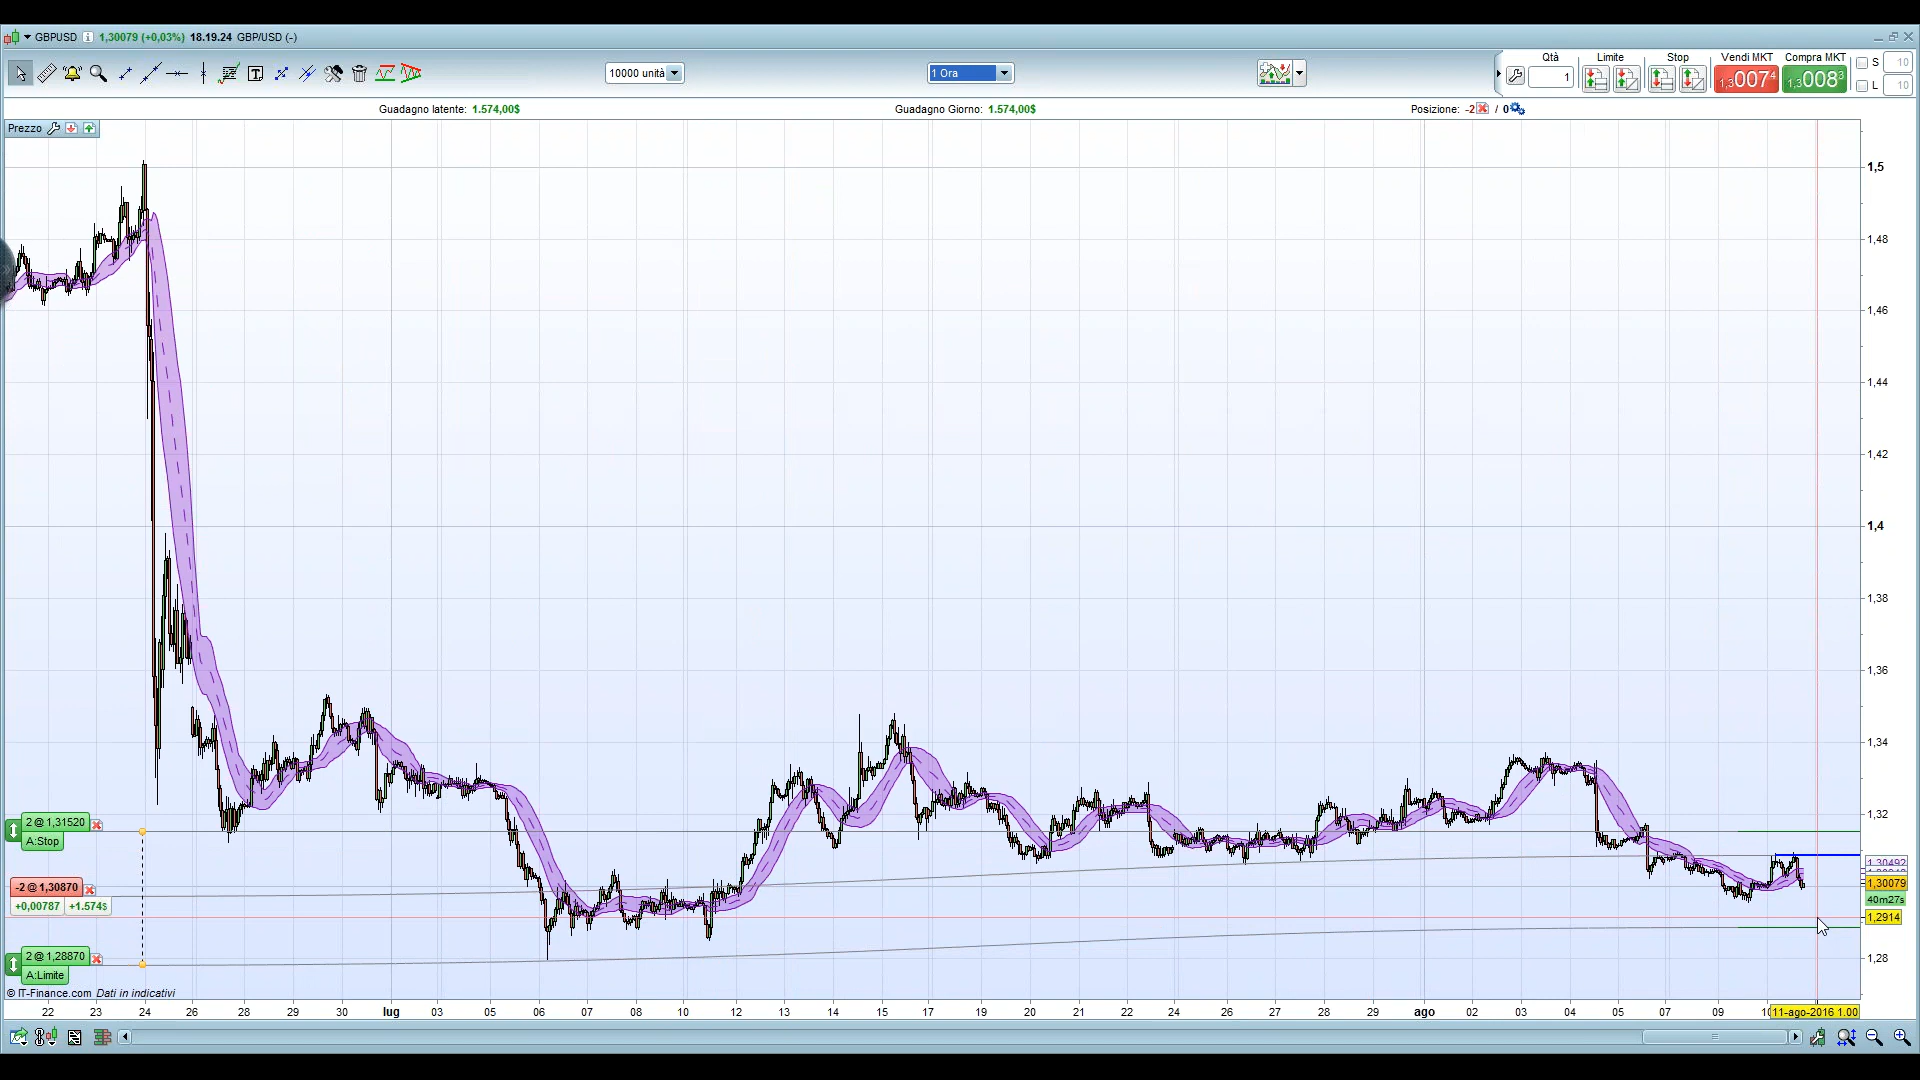 GBPUSD 1,30079 (+0,03%) 18.19.24 GBP/USD (-)
10000 unità
1 Ora
Qtà Limite Stop Vendi MKT Compra MKT S 10
1 1,3007⁴ 1,3008³ L 10
Guadagno latente: 1.574,00$ Guadagno Giorno: 1.574,00$ Posizione: -2 / 0
Prezzo
1,5
1,48
1,46
1,44
1,42
1,4
1,38
1,36
1,34
1,32
2 @ 1,31520
A:Stop
1,30492
-2 @ 1,30870
1,30079
+0,00787 +1.574$
40m27s
1,2914
2 @ 1,28870
1,28
A:Limite
© IT-Finance.com Dati in indicativi
22 23 24 26 27 28 29 30 lug 03 05 06 07 08 10 12 13 14 15 17 19 20 21 22 24 26 27 28 29 ago 02 03 04 05 07 09 11-ago-2016 1.00